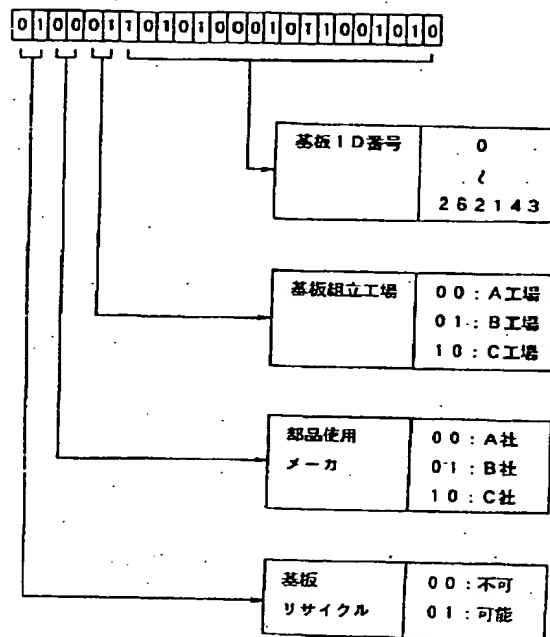 010001101010001011001010
基板ID番号 0
≀
262143
基板組立工場 00:A工場
01:B工場
10:C工場
部品使用 00:A社
メーカ 01:B社
10:C社
基板 00:不可
リサイクル 01:可能